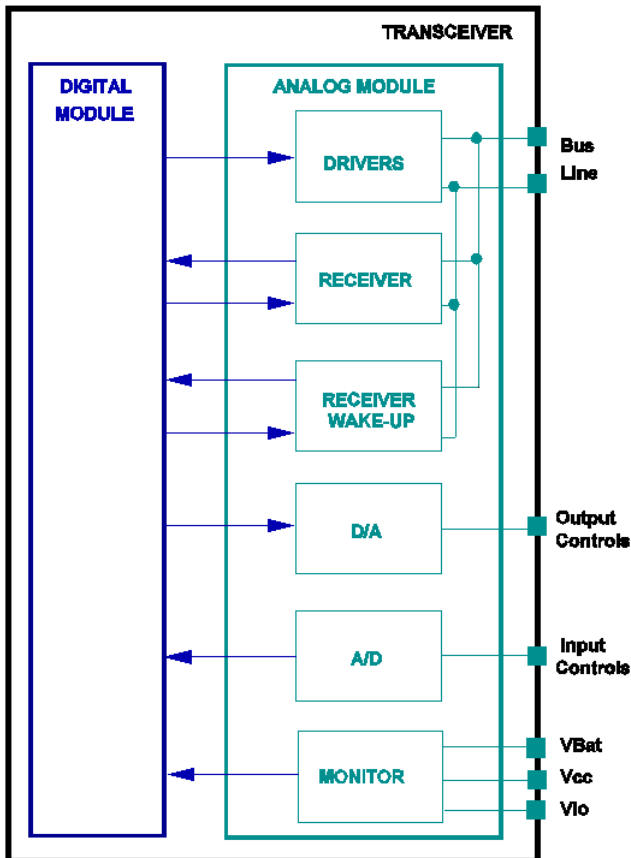 TRANSCEIVER
DIGITAL
MODULE
ANALOG MODULE
DRIVERS
Bus
Line
RECEIVER
RECEIVER
WAKE-UP
D/A
Output
Controls
A/D
Input
Controls
MONITOR
VBat
Vcc
VIo